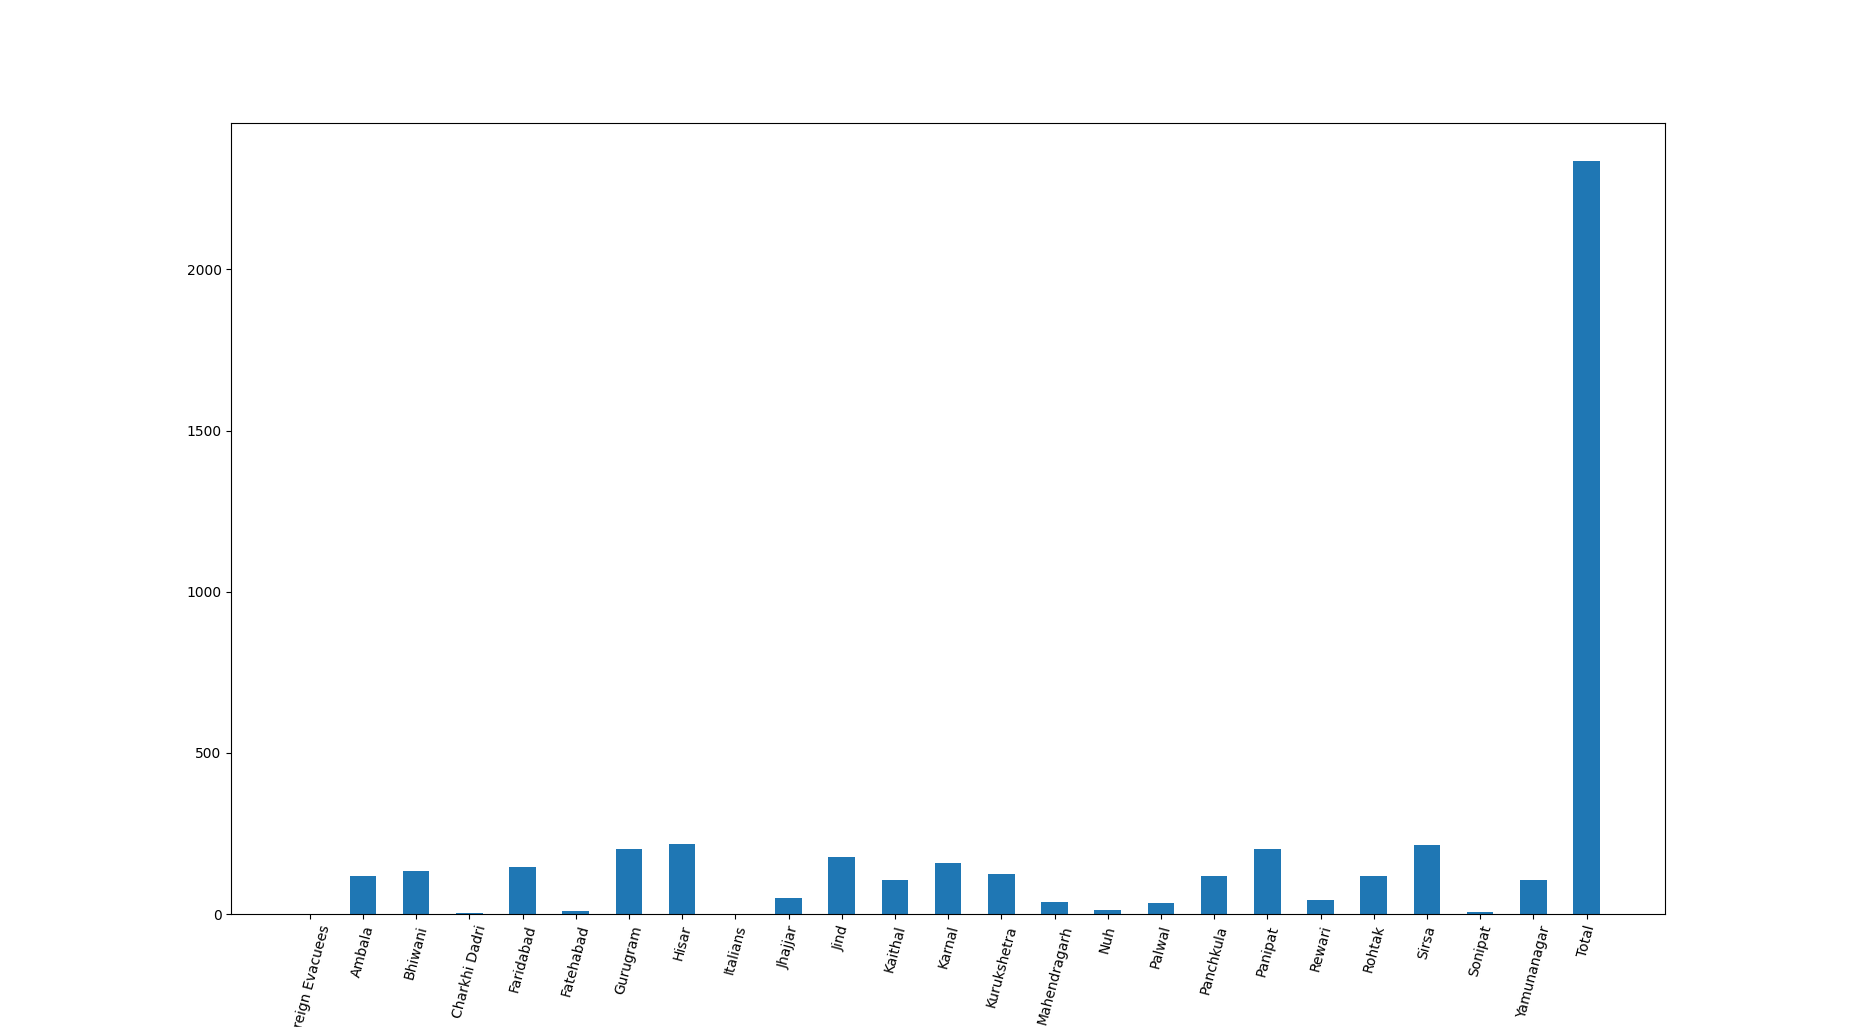 2000
1500
1000
500
0
reign Evacuees
Ambala
Bhiwani
Charkhi Dadri
Faridabad
Fatehabad
Gurugram
Hisar
Italians
Jhajjar
Jind
Kaithal
Karnal
Kurukshetra
Mahendragarh
Nuh
Palwal
Panchkula
Panipat
Rewari
Rohtak
Sirsa
Sonipat
Yamunanagar
Total